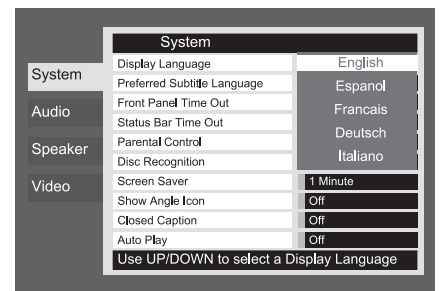 System
Audio
Speaker
Video
System
Display Language
Preferred Subtitle Language
Front Panel Time Out
Status Bar Time Out
Parental Control
Disc Recognition
Screen Saver 1 Minute
Show Angle Icon Off
Closed Caption Off
Auto Play Off
English
Espanol
Francais
Deutsch
Italiano
Use UP/DOWN to select a Display Language